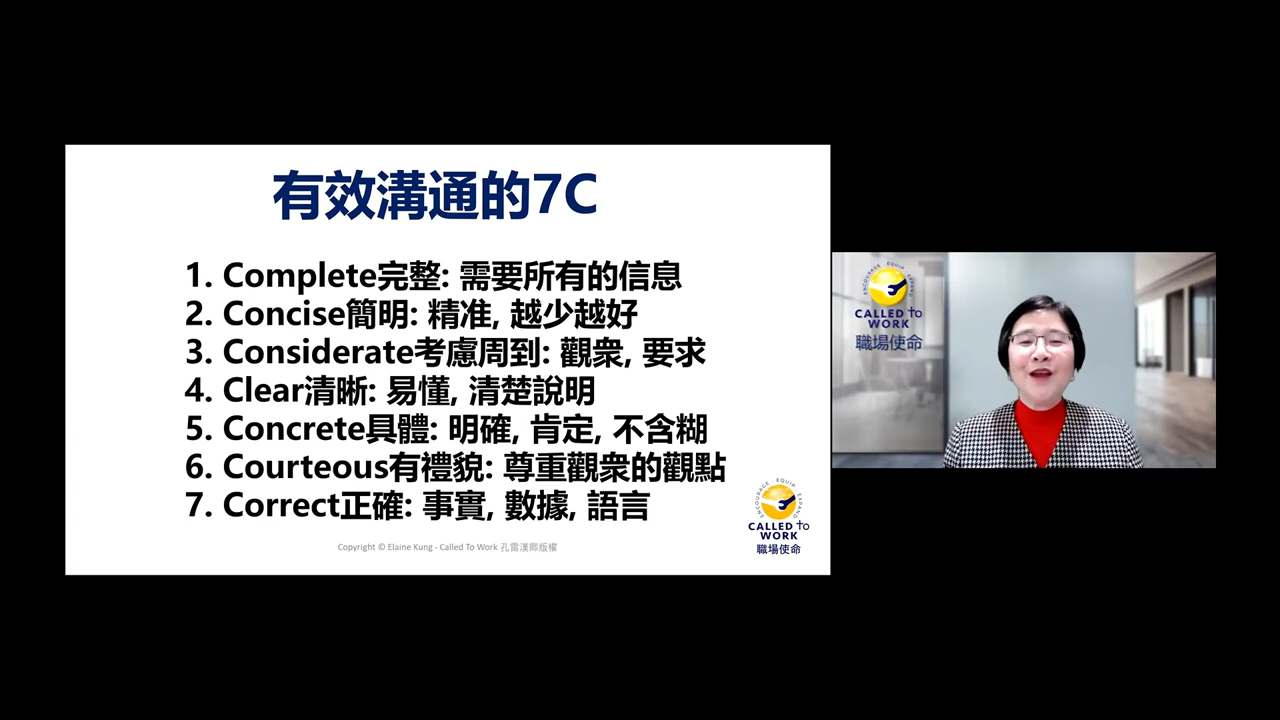 有效溝通的7C
1. Complete完整: 需要所有的信息
2. Concise簡明: 精准, 越少越好
3. Considerate考慮周到: 觀衆, 要求
4. Clear清晰: 易懂, 清楚說明
5. Concrete具體: 明確, 肯定, 不含糊
6. Courteous有禮貌: 尊重觀衆的觀點
7. Correct正確: 事實, 數據, 語言
Copyright © Elaine Kung - Called To Work 孔雷漢卿版權
ENCOURAGE · EQUIP · EXPAND
CALLED to
WORK
職場使命
ENCOURAGE · EQUIP · EXPAND
CALLED to
WORK
職場使命